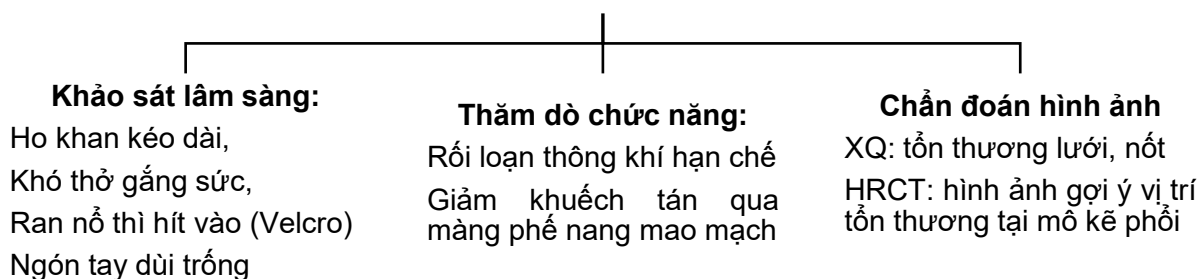 Khảo sát lâm sàng:
Ho khan kéo dài,
Khó thở gắng sức,
Ran nổ thì hít vào (Velcro)
Ngón tay dùi trống
Thăm dò chức năng:
Rối loạn thông khí hạn chế
Giảm khuếch tán qua
màng phế nang mao mạch
Chẩn đoán hình ảnh
XQ: tổn thương lưới, nốt
HRCT: hình ảnh gợi ý vị trí
tổn thương tại mô kẽ phổi